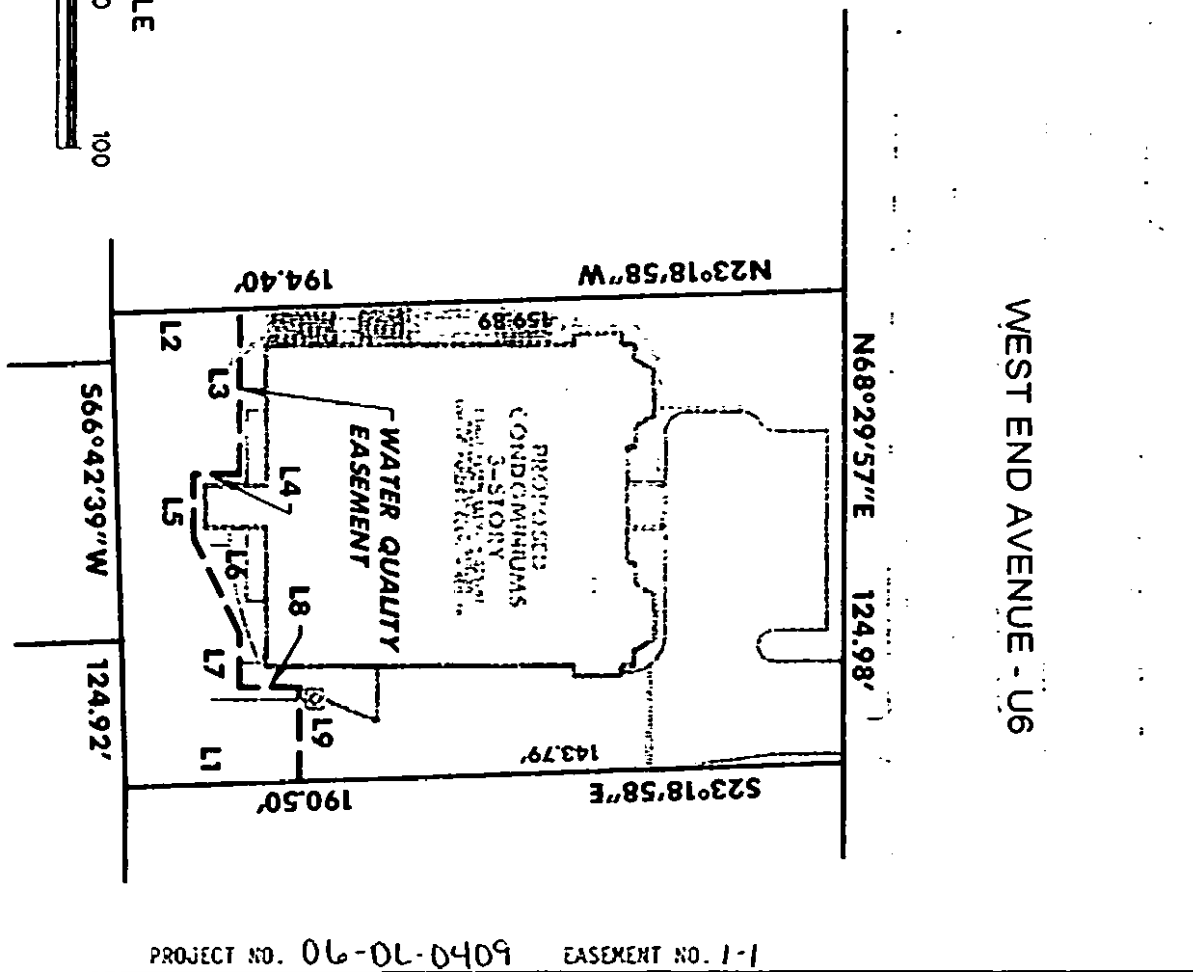 LE
0
100
WEST END AVENUE - U6
N68°29'57"E 124.98'
N23°18'58"W
194.40'
159.89
PROPOSED
CONDOMINIUMS
3-STORY
WATER QUALITY
EASEMENT
L2
L3
L4
L5
L6
L7
L8
L9
L1
143.79'
S23°18'58"E
190.50'
S66°42'39"W
124.92'
PROJECT NO. 06-DL-0409 EASEMENT NO. 1-1